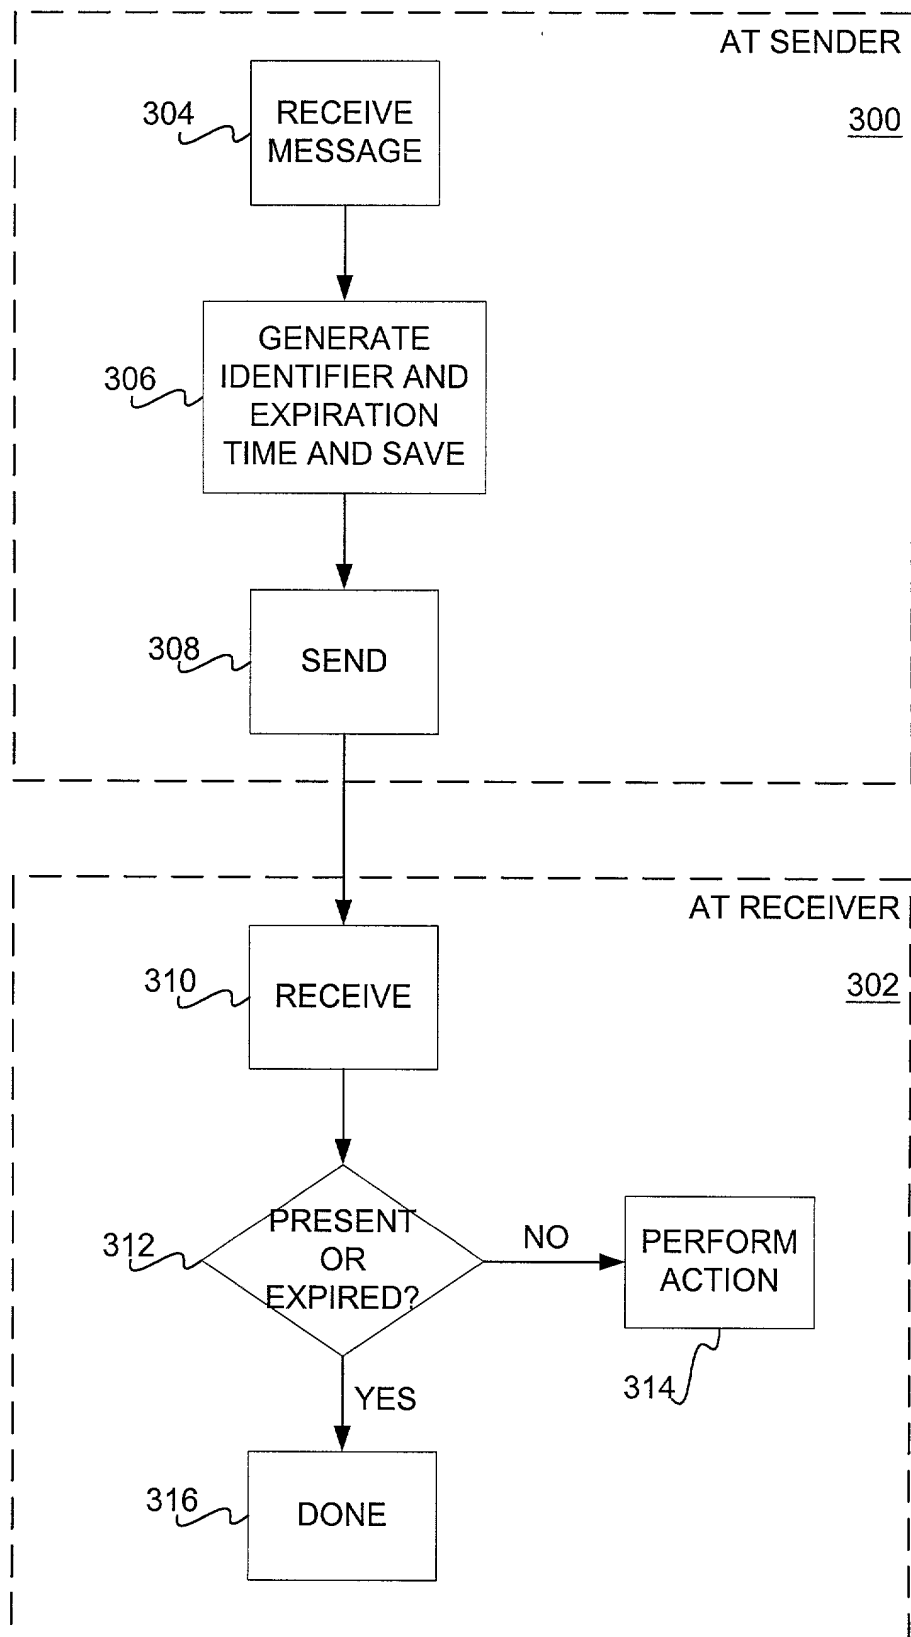 AT SENDER
300
304
RECEIVE
MESSAGE
306
GENERATE
IDENTIFIER AND
EXPIRATION
TIME AND SAVE
308
SEND
AT RECEIVER
302
310
RECEIVE
312
PRESENT
OR
EXPIRED?
NO
PERFORM
ACTION
314
YES
316
DONE